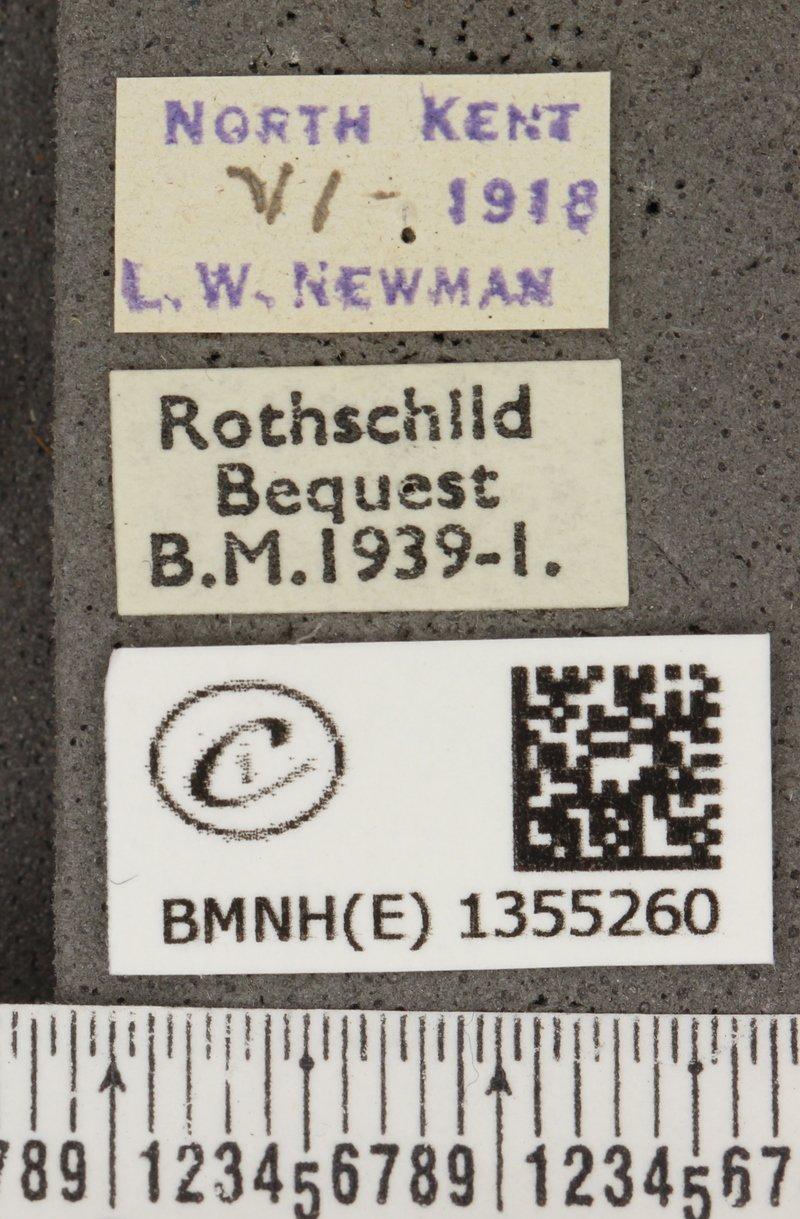 NORTH KENT
VI - . 1918
L. W. NEWMAN
Rothschild
Bequest
B.M.1939-1.
C
BMNH(E) 1355260
789 123456789 1234567